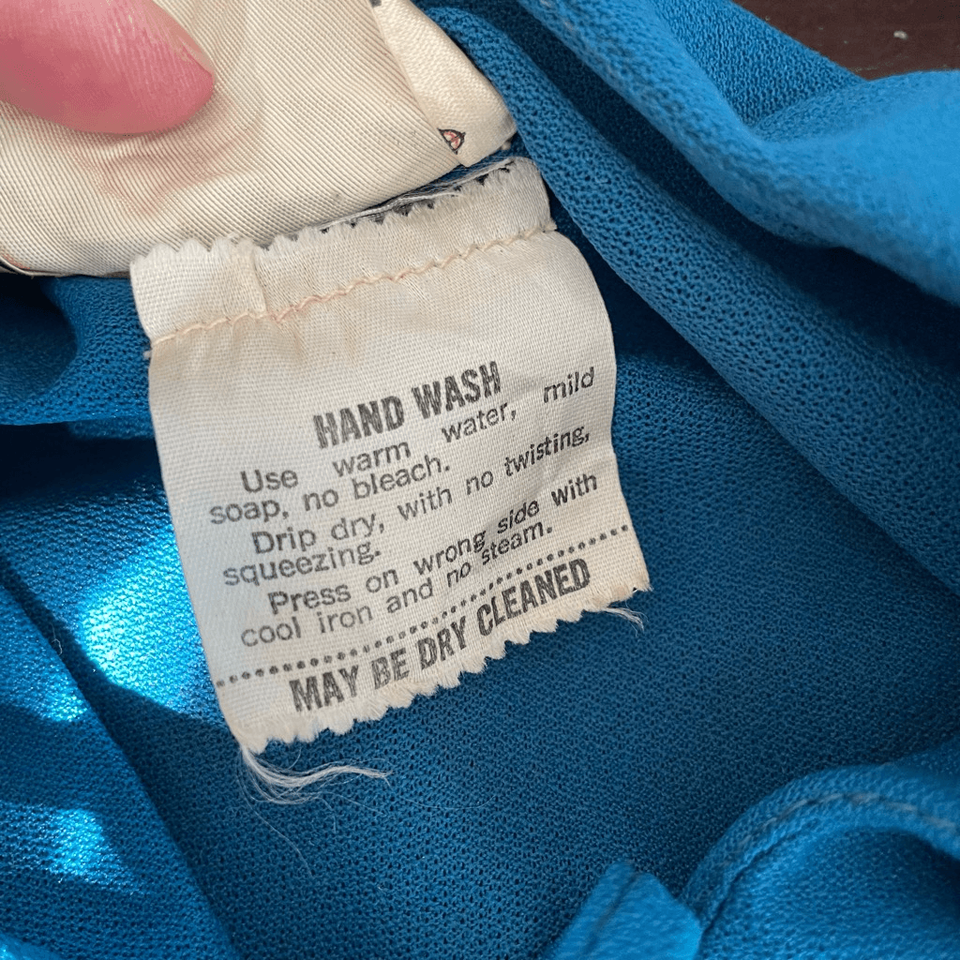 HAND WASH
Use warm water, mild
soap, no bleach.
Drip dry, with no twisting,
squeezing.
Press on wrong side with
cool iron and no steam.
MAY BE DRY CLEANED